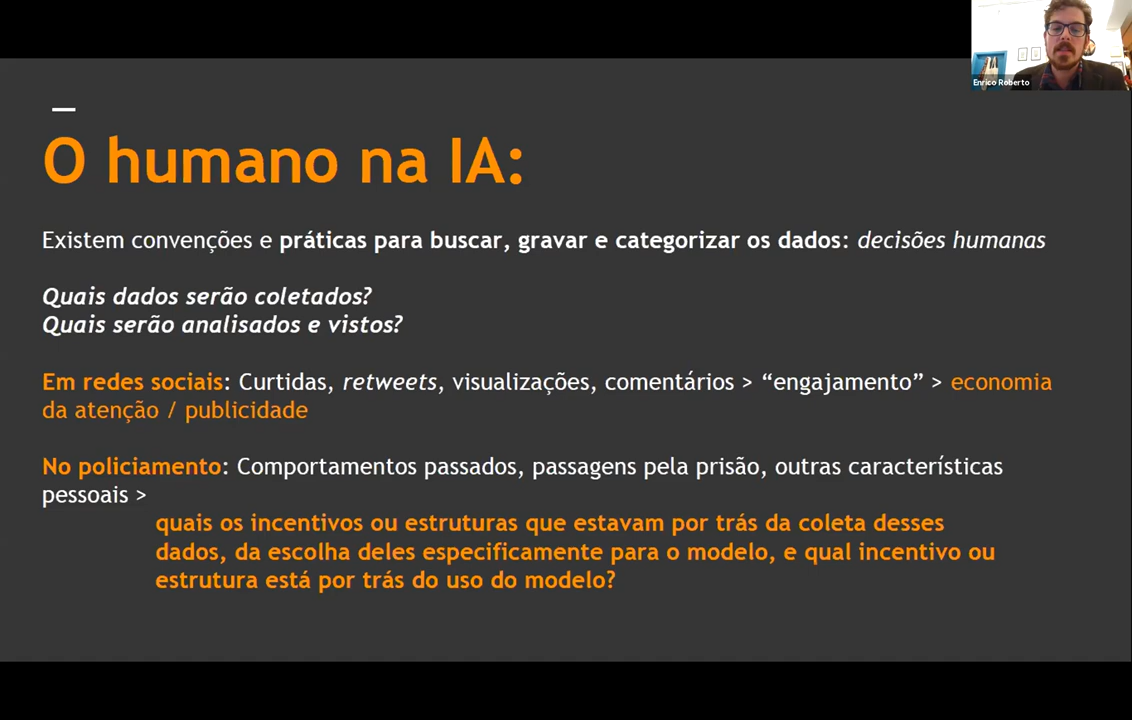 Enrico Roberto
O humano na IA:
Existem convenções e práticas para buscar, gravar e categorizar os dados: decisões humanas
Quais dados serão coletados?
Quais serão analisados e vistos?
Em redes sociais: Curtidas, retweets, visualizações, comentários > “engajamento” > economia
da atenção / publicidade
No policiamento: Comportamentos passados, passagens pela prisão, outras características
pessoais >
quais os incentivos ou estruturas que estavam por trás da coleta desses
dados, da escolha deles especificamente para o modelo, e qual incentivo ou
estrutura está por trás do uso do modelo?